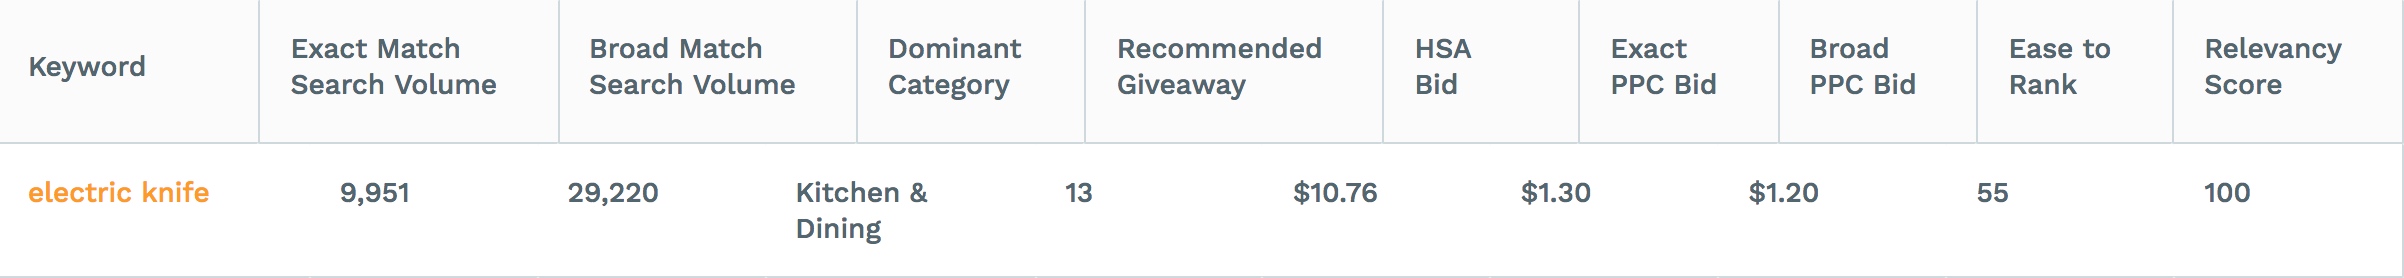 Keyword
Exact Match
Search Volume
Broad Match
Search Volume
Dominant
Category
Recommended
Giveaway
HSA
Bid
Exact
PPC Bid
Broad
PPC Bid
Ease to
Rank
Relevancy
Score
electric knife
9,951
29,220
Kitchen &
Dining
13
$10.76
$1.30
$1.20
55
100